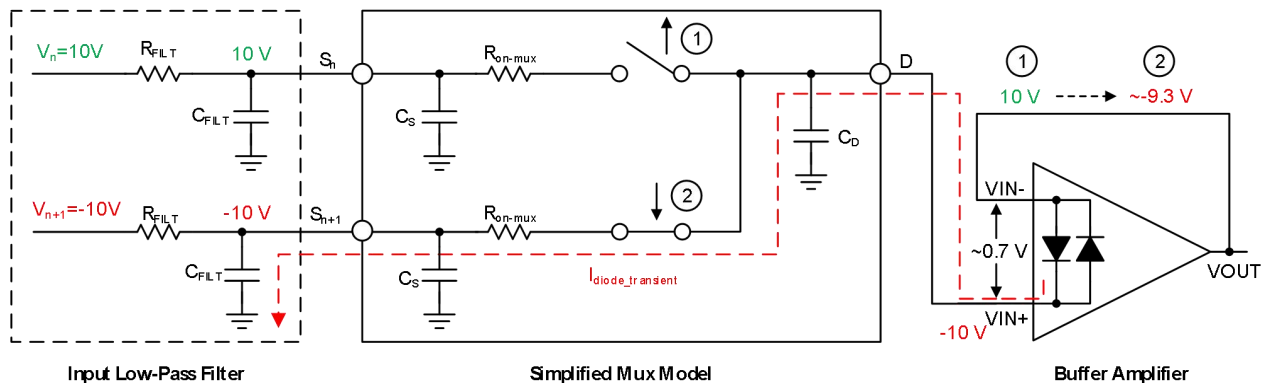 Vn=10V
RFILT
10 V
Sn
Ron-mux
1
D
1
2
10 V
~-9.3 V
CFILT
CS
CD
VIN-
~0.7 V
VOUT
VIN+
-10 V
Vn+1=-10V
RFILT
-10 V
Sn+1
Ron-mux
2
CFILT
CS
Idiode_transient
Input Low-Pass Filter
Simplified Mux Model
Buffer Amplifier